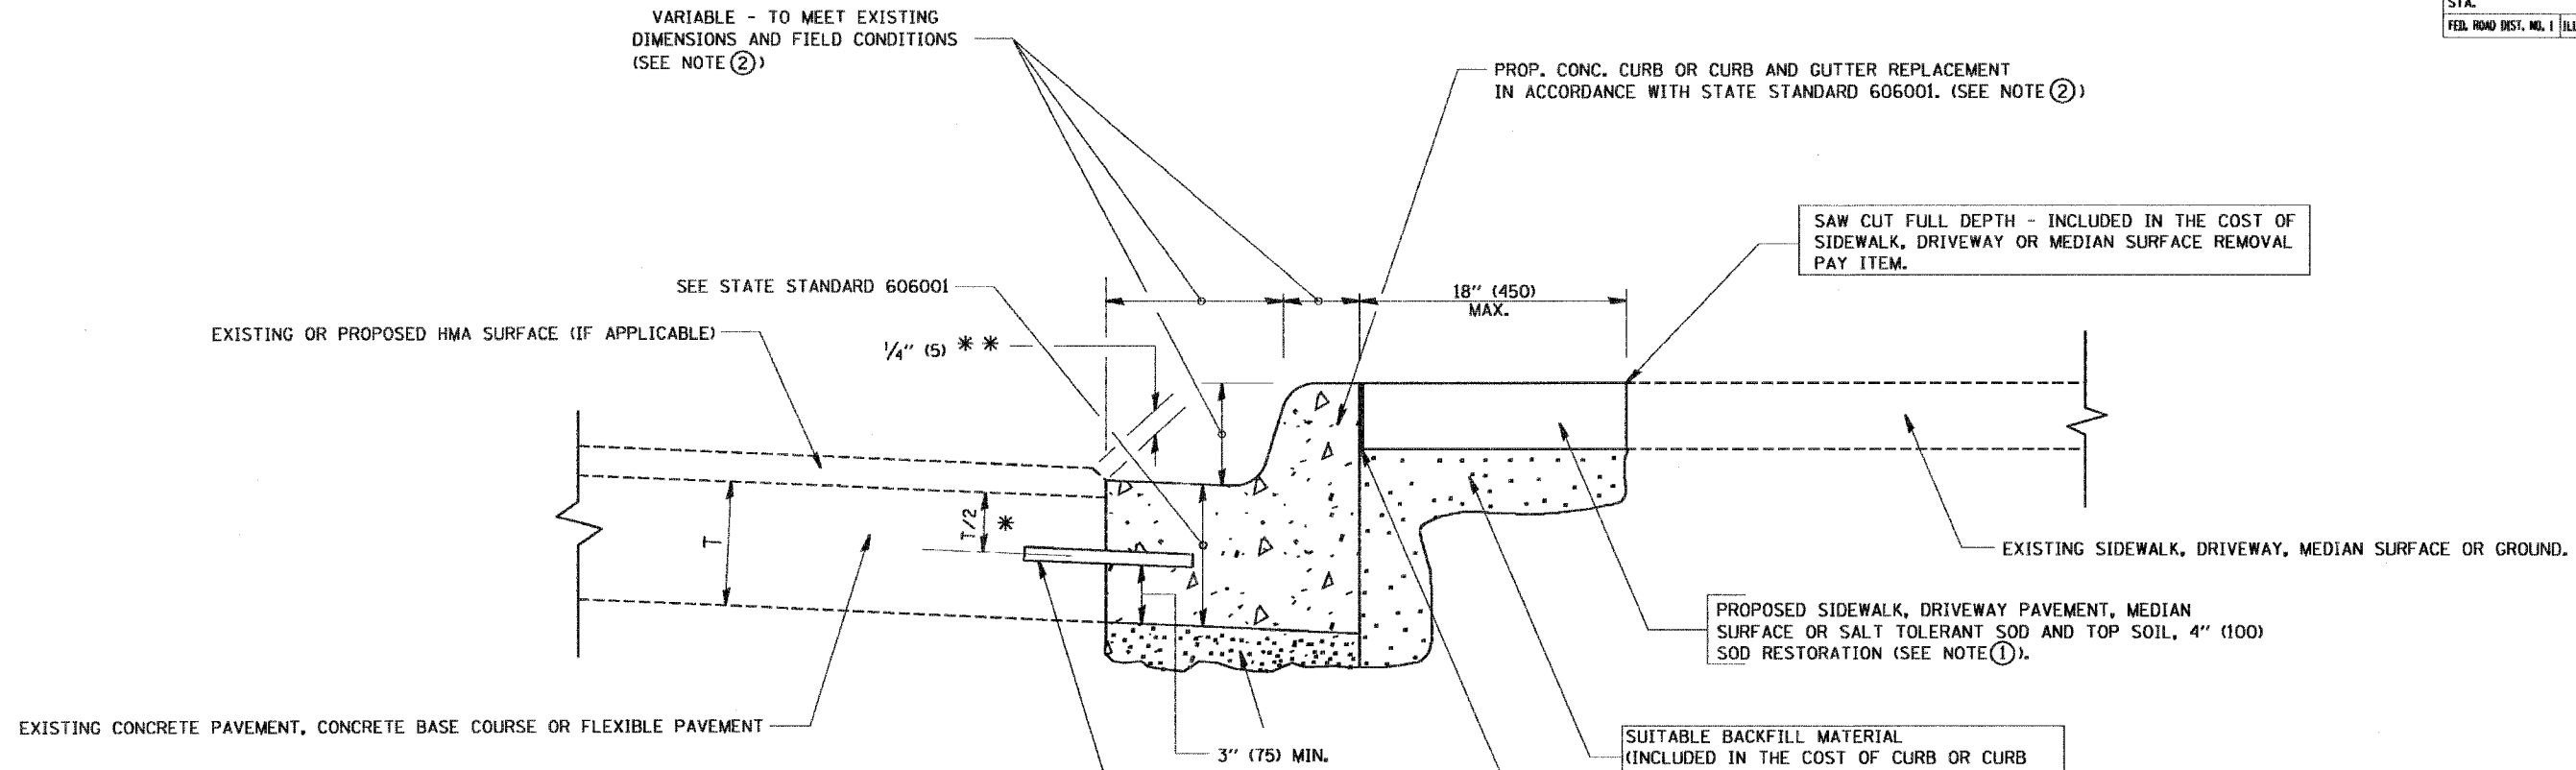 STA.
FED. ROAD DIST. NO. 1
VARIABLE - TO MEET EXISTING
DIMENSIONS AND FIELD CONDITIONS
(SEE NOTE ②)
PROP. CONC. CURB OR CURB AND GUTTER REPLACEMENT
IN ACCORDANCE WITH STATE STANDARD 606001. (SEE NOTE ②)
SAW CUT FULL DEPTH - INCLUDED IN THE COST OF
SIDEWALK, DRIVEWAY OR MEDIAN SURFACE REMOVAL
PAY ITEM.
SEE STATE STANDARD 606001
18" (450)
MAX.
EXISTING OR PROPOSED HMA SURFACE (IF APPLICABLE)
1/4" (5) * *
T
T/2 *
EXISTING SIDEWALK, DRIVEWAY, MEDIAN SURFACE OR GROUND.
PROPOSED SIDEWALK, DRIVEWAY PAVEMENT, MEDIAN
SURFACE OR SALT TOLERANT SOD AND TOP SOIL, 4" (100)
SOD RESTORATION (SEE NOTE ①).
EXISTING CONCRETE PAVEMENT, CONCRETE BASE COURSE OR FLEXIBLE PAVEMENT
3" (75) MIN.
SUITABLE BACKFILL MATERIAL
(INCLUDED IN THE COST OF CURB OR CURB